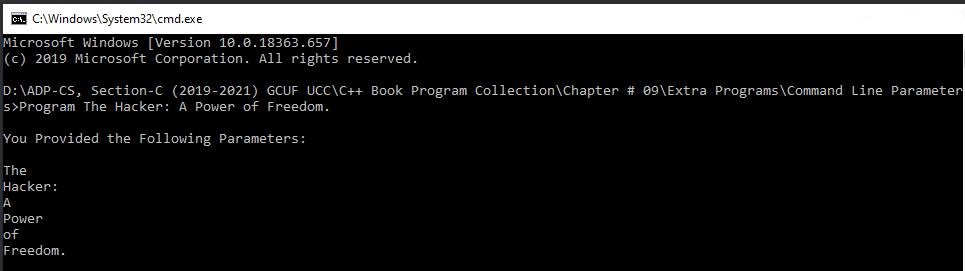 C:\Windows\System32\cmd.exe
Microsoft Windows [Version 10.0.18363.657]
(c) 2019 Microsoft Corporation. All rights reserved.
D:\ADP-CS, Section-C (2019-2021) GCUF UCC\C++ Book Program Collection\Chapter # 09\Extra Programs\Command Line Parameter
s>Program The Hacker: A Power of Freedom.
You Provided the Following Parameters:
The
Hacker:
A
Power
of
Freedom.